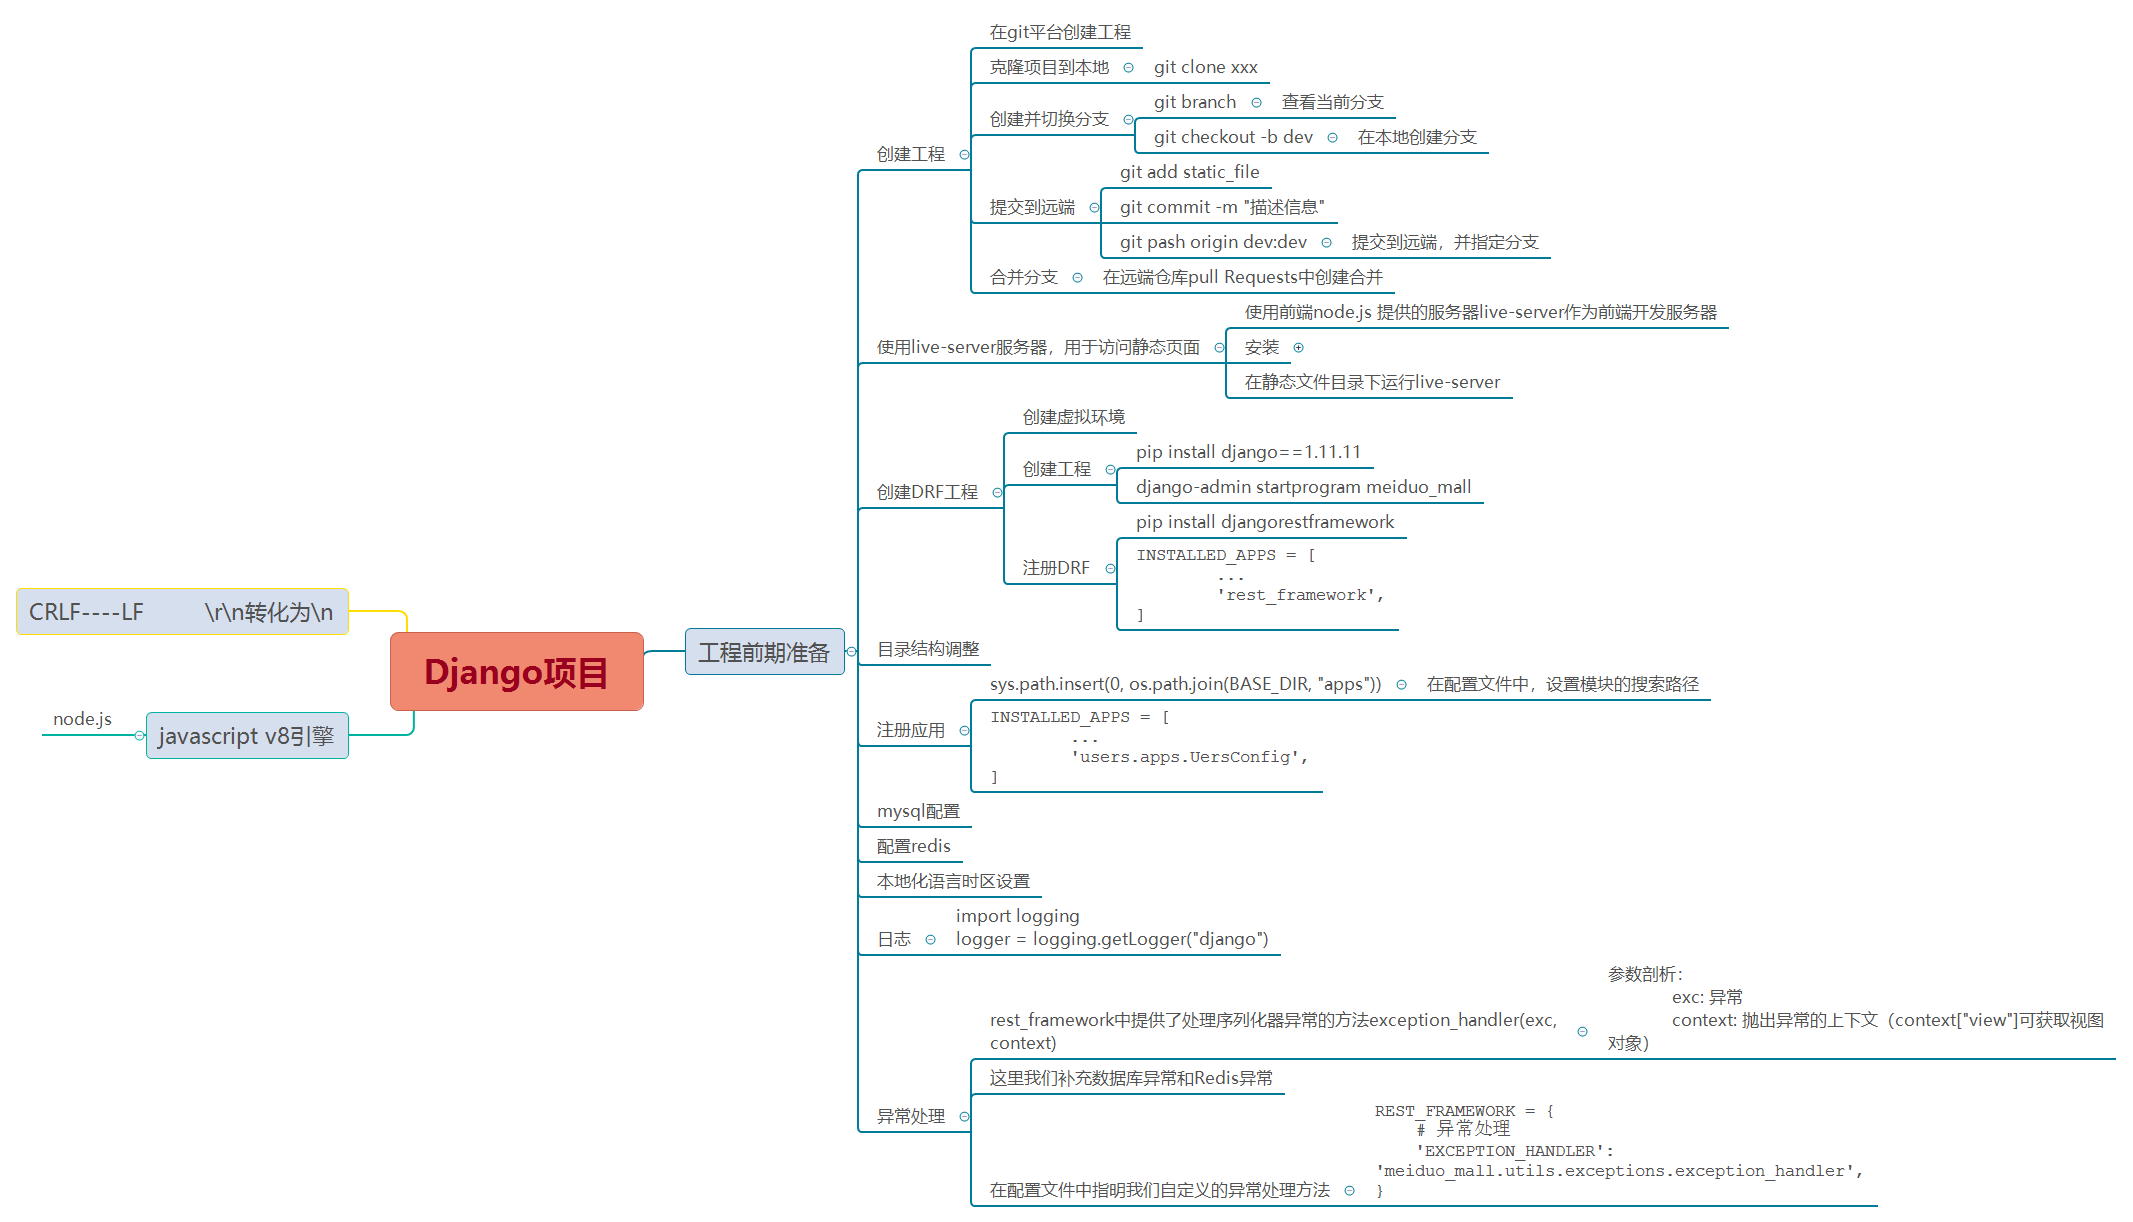 Django项目
CRLF----LF \r\n转化为\n
javascript v8引擎
node.js
工程前期准备
创建工程
在git平台创建工程
克隆项目到本地
git clone xxx
创建并切换分支
git branch
查看当前分支
git checkout -b dev
在本地创建分支
提交到远端
git add static_file
git commit -m "描述信息"
git pash origin dev:dev
提交到远端，并指定分支
合并分支
在远端仓库pull Requests中创建合并
使用live-server服务器，用于访问静态页面
使用前端node.js 提供的服务器live-server作为前端开发服务器
安装
在静态文件目录下运行live-server
创建DRF工程
创建虚拟环境
创建工程
pip install django==1.11.11
django-admin startprogram meiduo_mall
注册DRF
pip install djangorestframework
INSTALLED_APPS = [
...
'rest_framework',
]
目录结构调整
注册应用
sys.path.insert(0, os.path.join(BASE_DIR, "apps"))
在配置文件中，设置模块的搜索路径
INSTALLED_APPS = [
...
'users.apps.UersConfig',
]
mysql配置
配置redis
本地化语言时区设置
日志
import logging
logger = logging.getLogger("django")
异常处理
rest_framework中提供了处理序列化器异常的方法exception_handler(exc,
context)
参数剖析：
exc: 异常
context: 抛出异常的上下文（context["view"]可获取视图
对象）
这里我们补充数据库异常和Redis异常
在配置文件中指明我们自定义的异常处理方法
REST_FRAMEWORK = {
# 异常处理
'EXCEPTION_HANDLER':
'meiduo_mall.utils.exceptions.exception_handler',
}